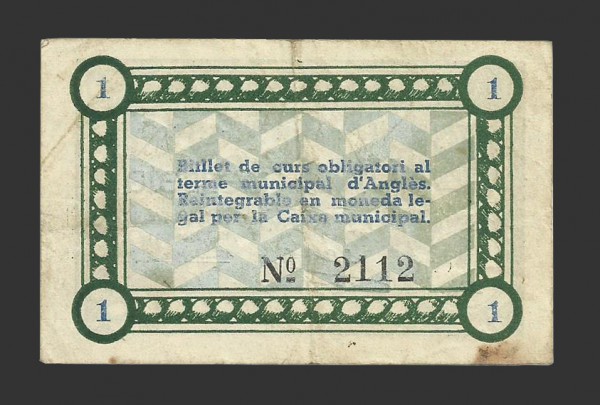 1 1
Bitllet de curs obligatori al
terme municipal d'Anglès.
Reintegrable en moneda le-
gal per la Caixa municipal.
Nº 2112
1 1